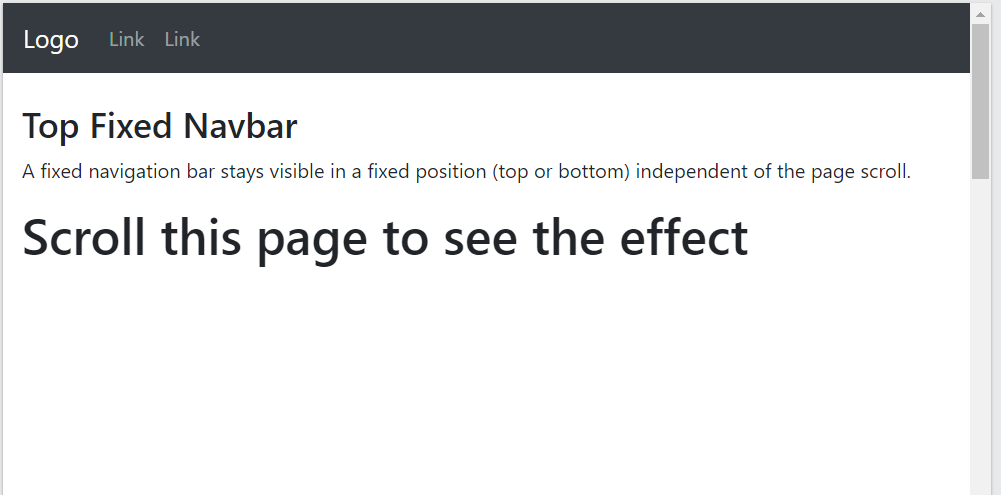 Logo Link Link
Top Fixed Navbar
A fixed navigation bar stays visible in a fixed position (top or bottom) independent of the page scroll.
Scroll this page to see the effect